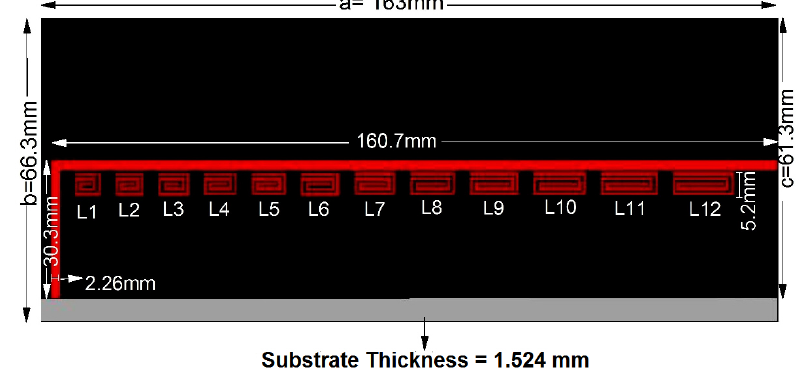 a= 163mm
b=66.3mm
c=61.3mm
160.7mm
30.3mm
L1 L2 L3 L4 L5 L6 L7 L8 L9 L10 L11 L12
5.2mm
2.26mm
Substrate Thickness = 1.524 mm